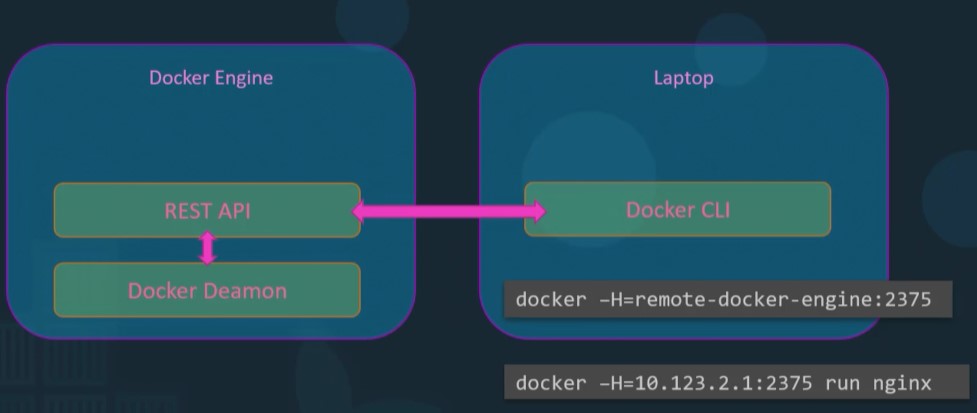 Docker Engine
REST API
Docker Deamon
Laptop
Docker CLI
docker –H=remote-docker-engine:2375
docker –H=10.123.2.1:2375 run nginx